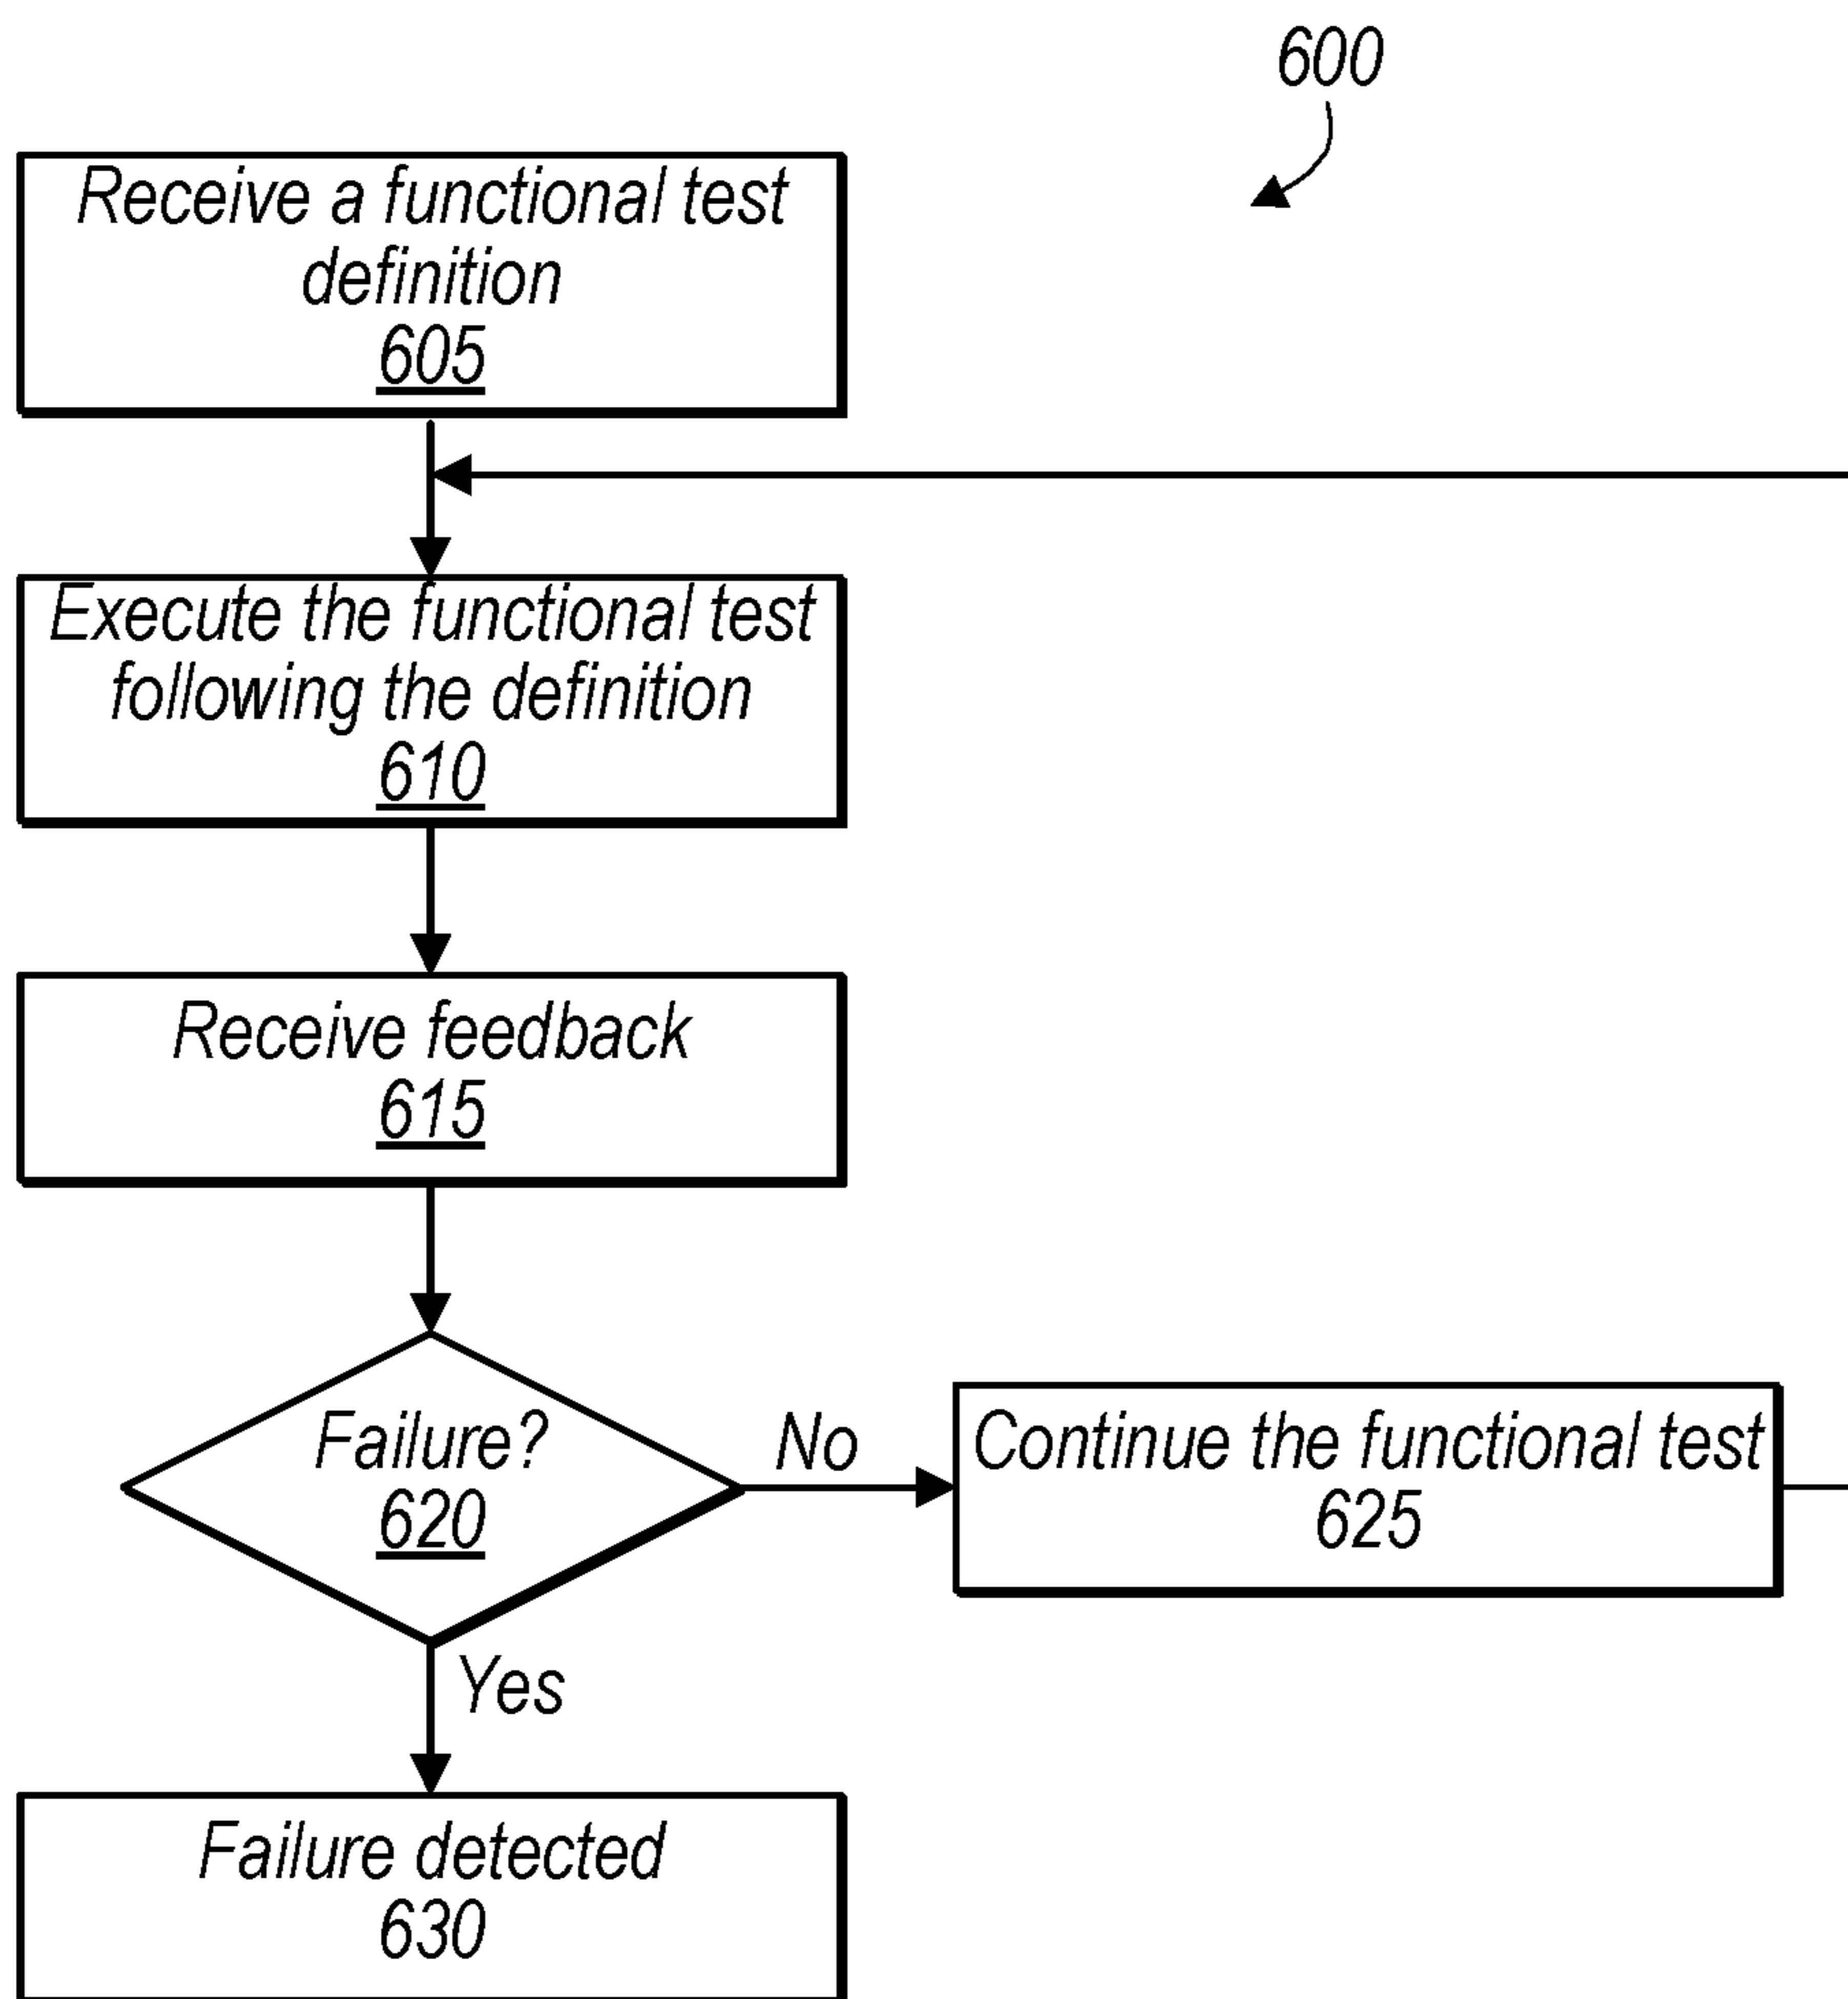 600
Receive a functional test
definition
605
Execute the functional test
following the definition
610
Receive feedback
615
Failure?
620
No
Continue the functional test
625
Yes
Failure detected
630